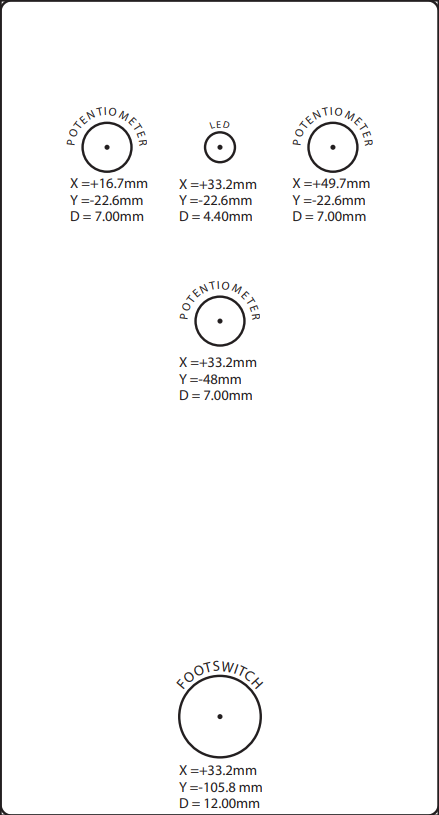 POTENTIOMETER
X =+16.7mm
Y =-22.6mm
D = 7.00mm
LED
X =+33.2mm
Y =-22.6mm
D = 4.40mm
POTENTIOMETER
X =+49.7mm
Y =-22.6mm
D = 7.00mm
POTENTIOMETER
X =+33.2mm
Y =-48mm
D = 7.00mm
FOOTSWITCH
X =+33.2mm
Y =-105.8 mm
D = 12.00mm